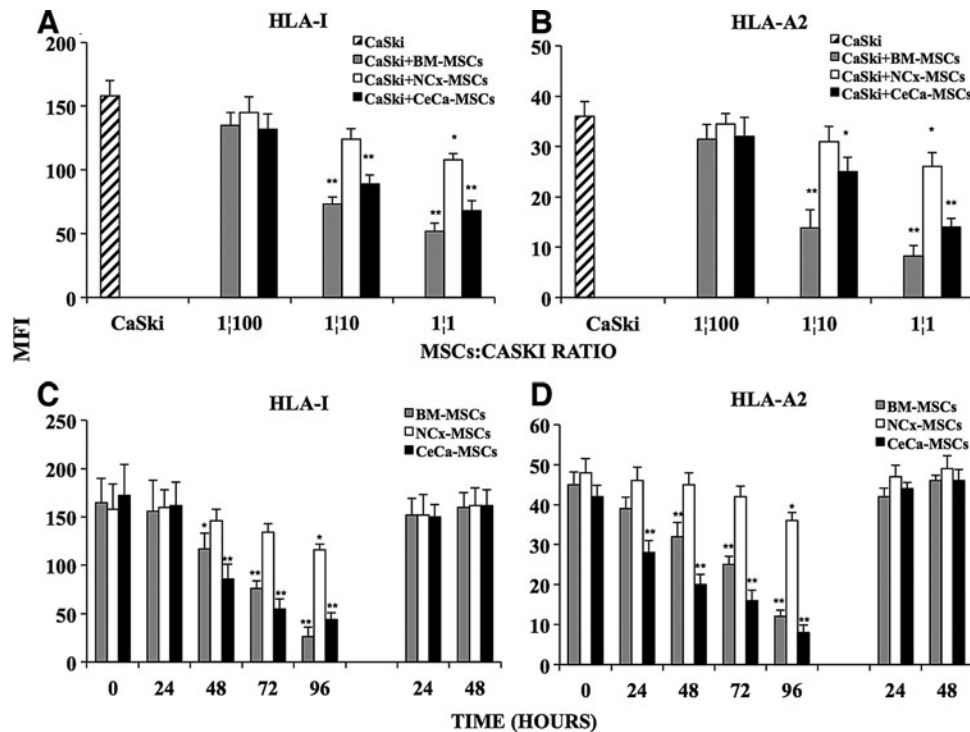 A
HLA-I
200
150
100
50
0
CaSki
CaSki+BM-MSCs
CaSki+NCx-MSCs
CaSki+CeCa-MSCs
** ** ** * **
CaSki 1¦100 1¦10 1¦1
B
HLA-A2
50
40
30
20
10
0
CaSki
CaSki+BM-MSCs
CaSki+NCx-MSCs
CaSki+CeCa-MSCs
** * ** * **
CaSki 1¦100 1¦10 1¦1
MSCs:CASKI RATIO
MFI
C
HLA-I
250
200
150
100
50
0
BM-MSCs
NCx-MSCs
CeCa-MSCs
* ** ** ** ** * **
0 24 48 72 96 24 48
D
HLA-A2
60
50
40
30
20
10
0
BM-MSCs
NCx-MSCs
CeCa-MSCs
** ** ** ** ** ** * **
0 24 48 72 96 24 48
TIME (HOURS)